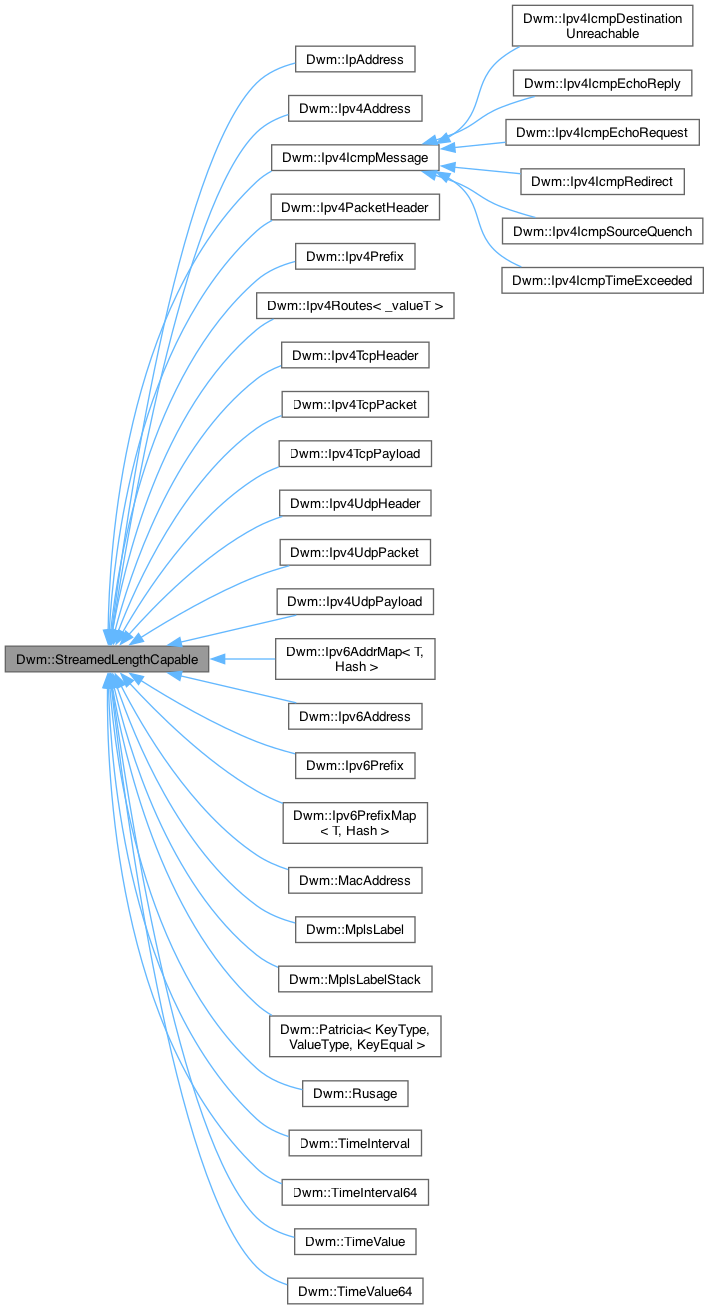 Dwm::StreamedLengthCapable
Dwm::IpAddress
Dwm::Ipv4Address
Dwm::Ipv4IcmpMessage
Dwm::Ipv4IcmpDestination
Unreachable
Dwm::Ipv4IcmpEchoReply
Dwm::Ipv4IcmpEchoRequest
Dwm::Ipv4IcmpRedirect
Dwm::Ipv4IcmpSourceQuench
Dwm::Ipv4IcmpTimeExceeded
Dwm::Ipv4PacketHeader
Dwm::Ipv4Prefix
Dwm::Ipv4Routes< _valueT >
Dwm::Ipv4TcpHeader
Dwm::Ipv4TcpPacket
Dwm::Ipv4TcpPayload
Dwm::Ipv4UdpHeader
Dwm::Ipv4UdpPacket
Dwm::Ipv4UdpPayload
Dwm::Ipv6AddrMap< T,
Hash >
Dwm::Ipv6Address
Dwm::Ipv6Prefix
Dwm::Ipv6PrefixMap
< T, Hash >
Dwm::MacAddress
Dwm::MplsLabel
Dwm::MplsLabelStack
Dwm::Patricia< KeyType,
ValueType, KeyEqual >
Dwm::Rusage
Dwm::TimeInterval
Dwm::TimeInterval64
Dwm::TimeValue
Dwm::TimeValue64